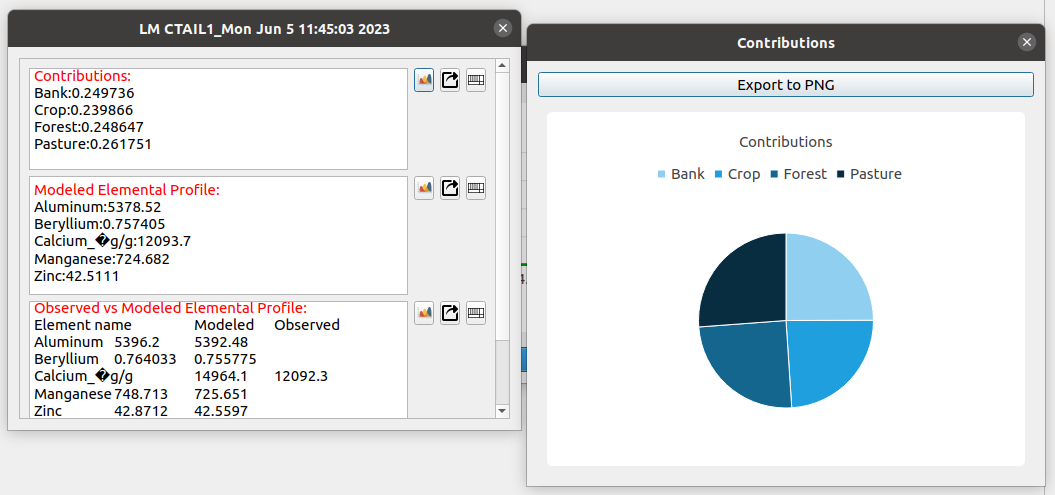 LM CTAIL1_Mon Jun 5 11:45:03 2023
Contributions:
Bank:0.249736
Crop:0.239866
Forest:0.248647
Pasture:0.261751
Modeled Elemental Profile:
Aluminum:5378.52
Beryllium:0.757405
Calcium_�g/g:12093.7
Manganese:724.682
Zinc:42.5111
Observed vs Modeled Elemental Profile:
Element name Modeled Observed
Aluminum 5396.2 5392.48
Beryllium 0.764033 0.755775
Calcium_�g/g 14964.1 12092.3
Manganese 748.713 725.651
Zinc 42.8712 42.5597
4.
Contributions
Export to PNG
Contributions
Bank Crop Forest Pasture